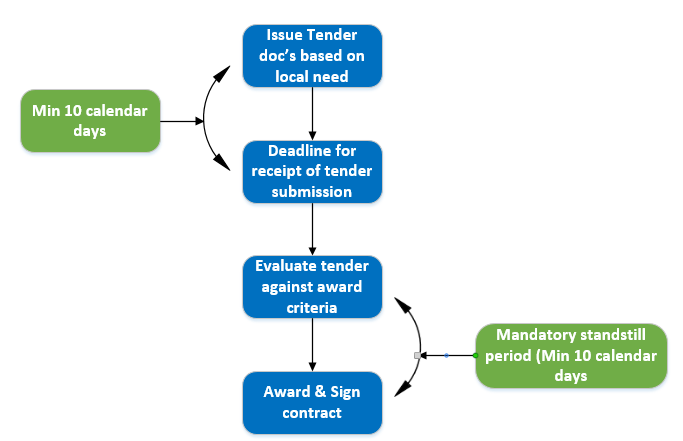 Issue Tender
doc's based on
local need
Min 10 calendar
days
Deadline for
receipt of tender
submission
Evaluate tender
against award
criteria
Mandatory standstill
period (Min 10 calendar
days
Award & Sign
contract